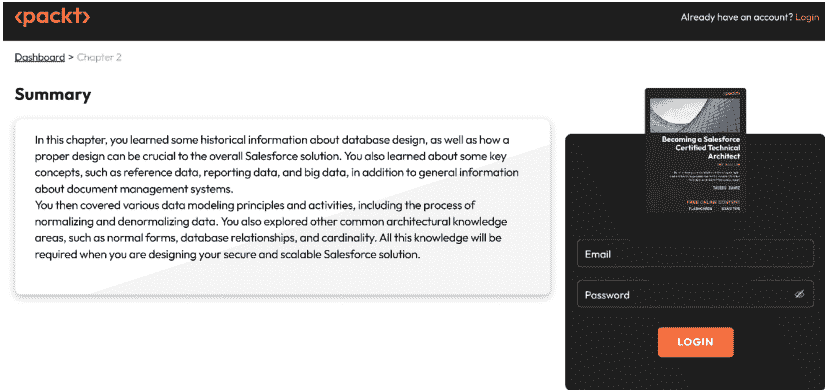 <packt>
Already have an account? Login
Dashboard > Chapter 2
Summary
In this chapter, you learned some historical information about database design, as well as how a
proper design can be crucial to the overall Salesforce solution. You also learned about some key
concepts, such as reference data, reporting data, and big data, in addition to general information
about document management systems.
You then covered various data modeling principles and activities, including the process of
normalizing and denormalizing data. You also explored other common architectural knowledge
areas, such as normal forms, database relationships, and cardinality. All this knowledge will be
required when you are designing your secure and scalable Salesforce solution.
<packt>
Becoming a Salesforce
Certified Technical
Architect
FREE ONLINE CONTENT
Email
Password
LOGIN